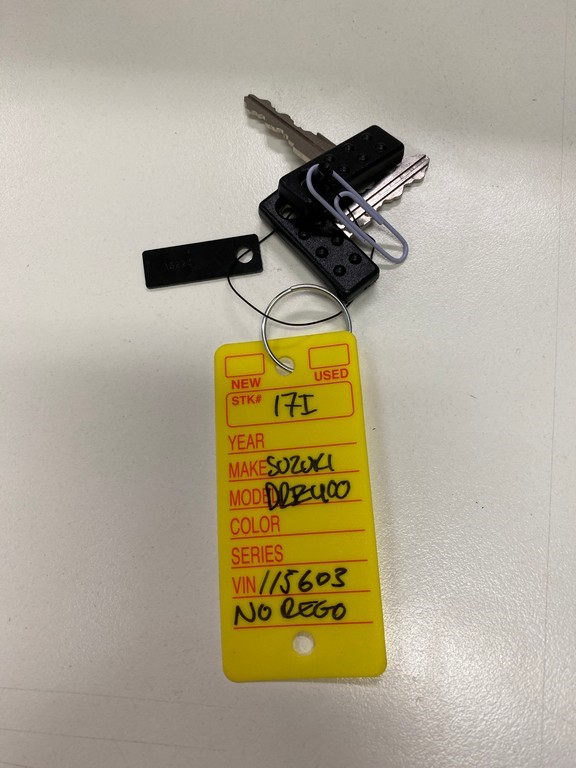 NEW USED
STK# 17I
YEAR
MAKE SUZUKI
MODEL DRZ400
COLOR
SERIES
VIN 115603
NO REGO